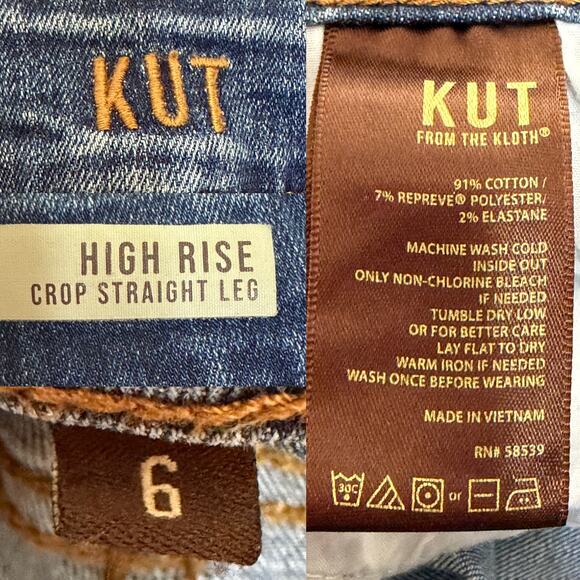 KUT
HIGH RISE
CROP STRAIGHT LEG
6
KUT
FROM THE KLOTH®
91% COTTON /
7% REPREVE® POLYESTER/
2% ELASTANE
MACHINE WASH COLD
INSIDE OUT
ONLY NON-CHLORINE BLEACH
IF NEEDED
TUMBLE DRY LOW
OR FOR BETTER CARE
LAY FLAT TO DRY
WARM IRON IF NEEDED
WASH ONCE BEFORE WEARING
MADE IN VIETNAM
RN# 58539
30C or